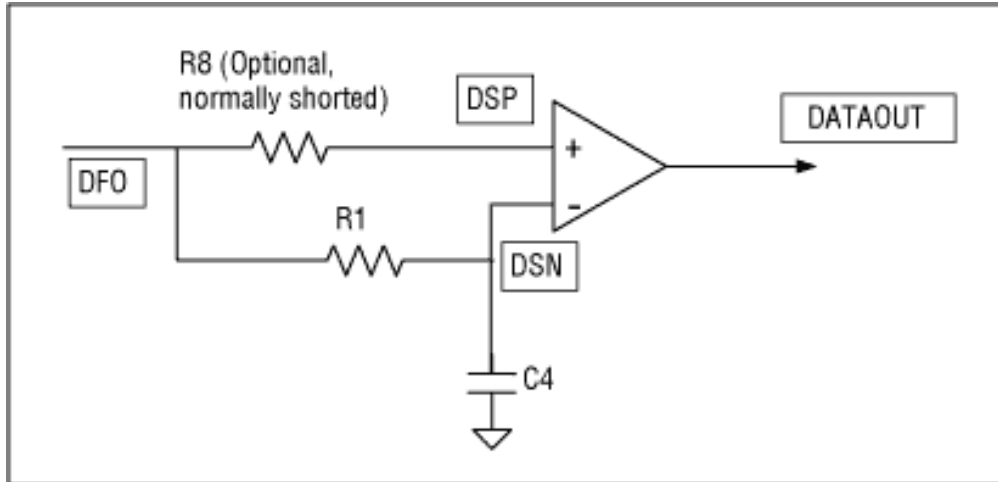 R8 (Optional,
normally shorted)
DSP
DATAOUT
+
DFO
-
R1
DSN
C4